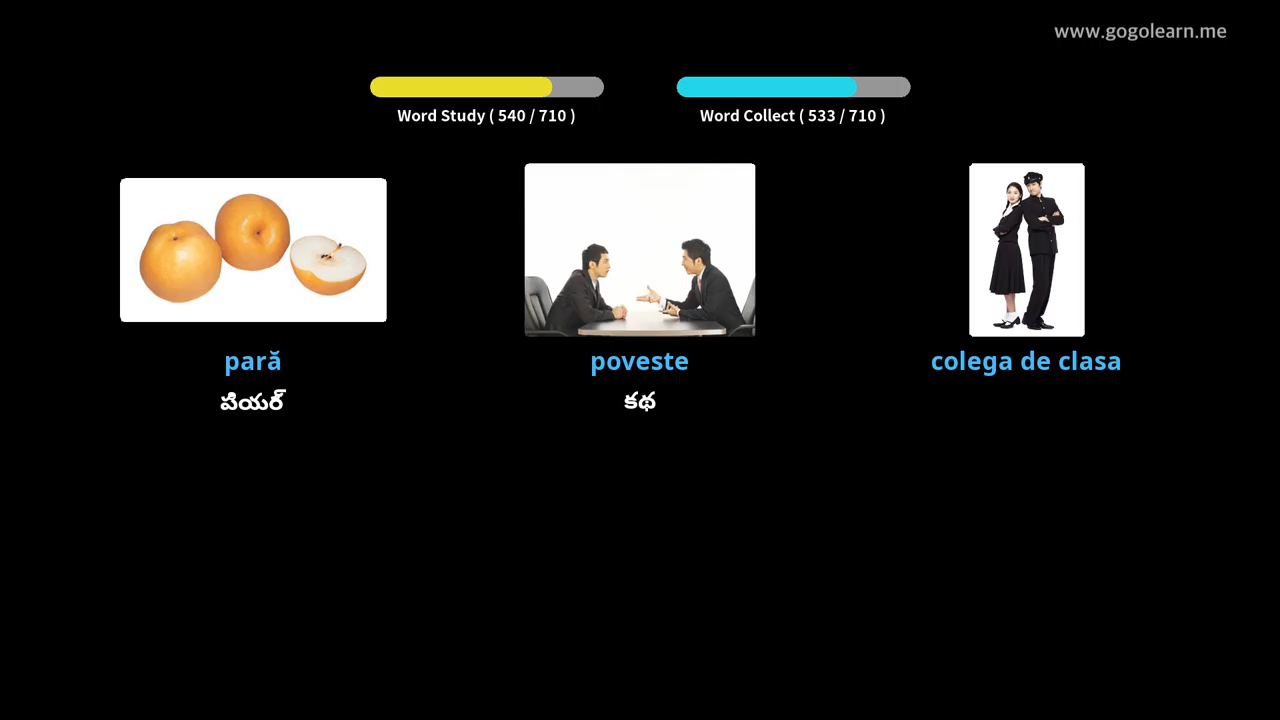 www.gogolearn.me
Word Study ( 540 / 710 )
Word Collect ( 533 / 710 )
pară
poveste
colega de clasa
పియర్
కథ